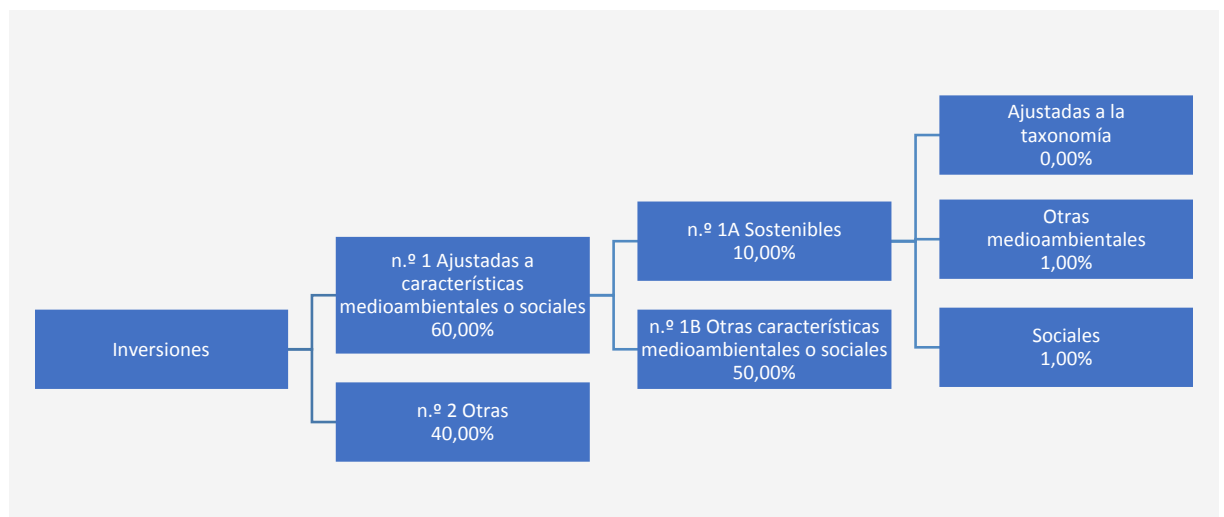 Inversiones
n.º 1 Ajustadas a
características
medioambientales o sociales
60,00%
n.º 2 Otras
40,00%
n.º 1A Sostenibles
10,00%
n.º 1B Otras características
medioambientales o sociales
50,00%
Ajustadas a la
taxonomía
0,00%
Otras
medioambientales
1,00%
Sociales
1,00%